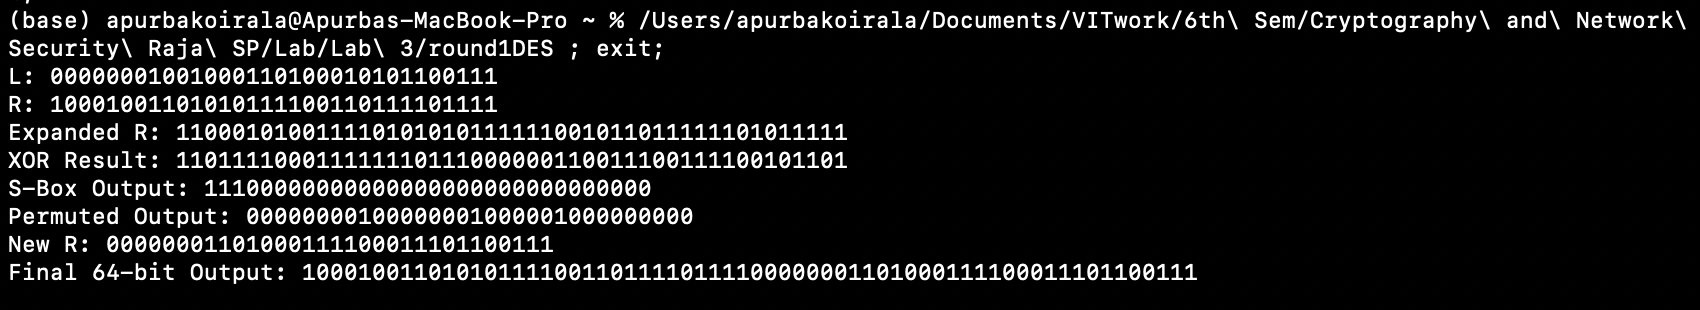 (base) apurbakoirala@Apurbas-MacBook-Pro ~ % /Users/apurbakoirala/Documents/VITwork/6th\ Sem/Cryptography\ and\ Network\
Security\ Raja\ SP/Lab/Lab\ 3/round1DES ; exit;
L: 00000001001000110100010101100111
R: 10001001101010111100110111101111
Expanded R: 110001010011110101010111111001011011111101011111
XOR Result: 110111100011111110111000000110011100111100101101
S-Box Output: 11100000000000000000000000000000
Permuted Output: 00000000100000001000001000000000
New R: 00000001101000111100011101100111
Final 64-bit Output: 1000100110101011110011011110111100000001101000111100011101100111